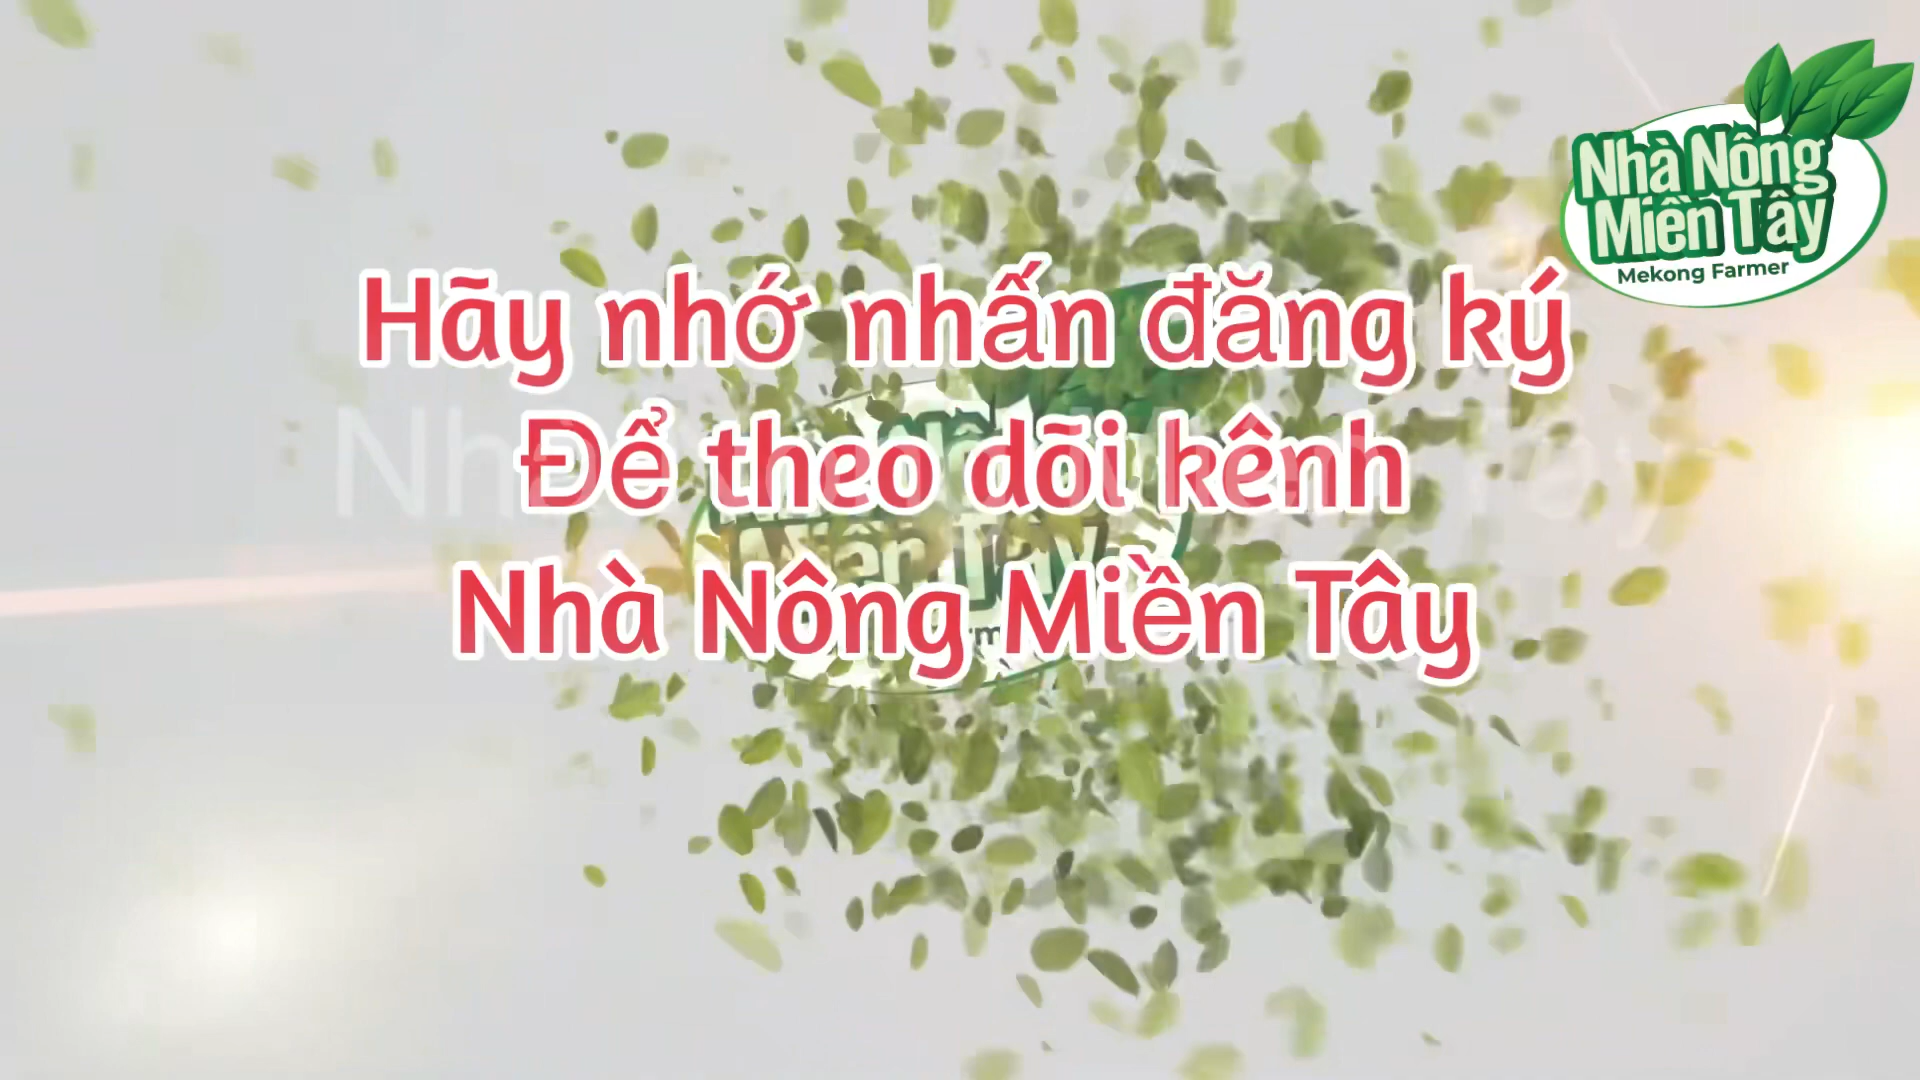 Nhà Nông
Miền Tây
Mekong Farmer
Hãy nhớ nhấn đăng ký
Để theo dõi kênh
Nhà Nông Miền Tây